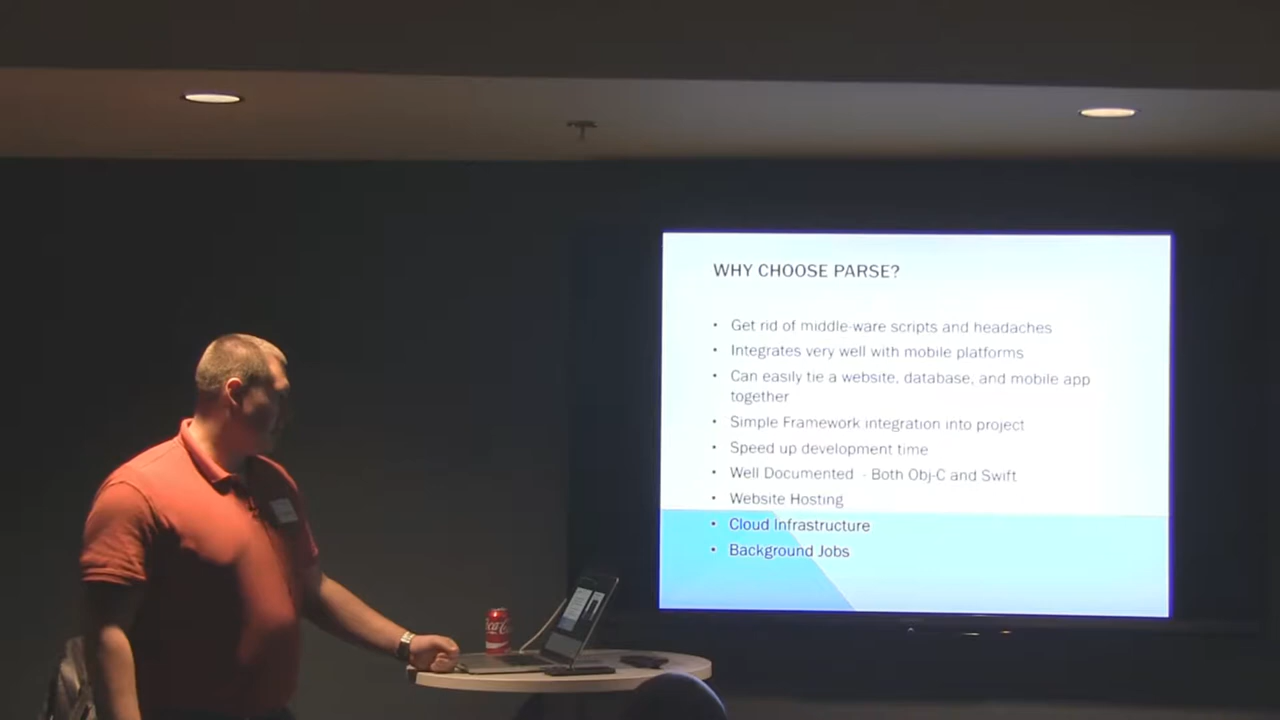 WHY CHOOSE PARSE?
• Get rid of middle-ware scripts and headaches
• Integrates very well with mobile platforms
• Can easily tie a website, database, and mobile app
together
• Simple Framework integration into project
• Speed up development time
• Well Documented - Both Obj-C and Swift
• Website Hosting
• Cloud Infrastructure
• Background Jobs